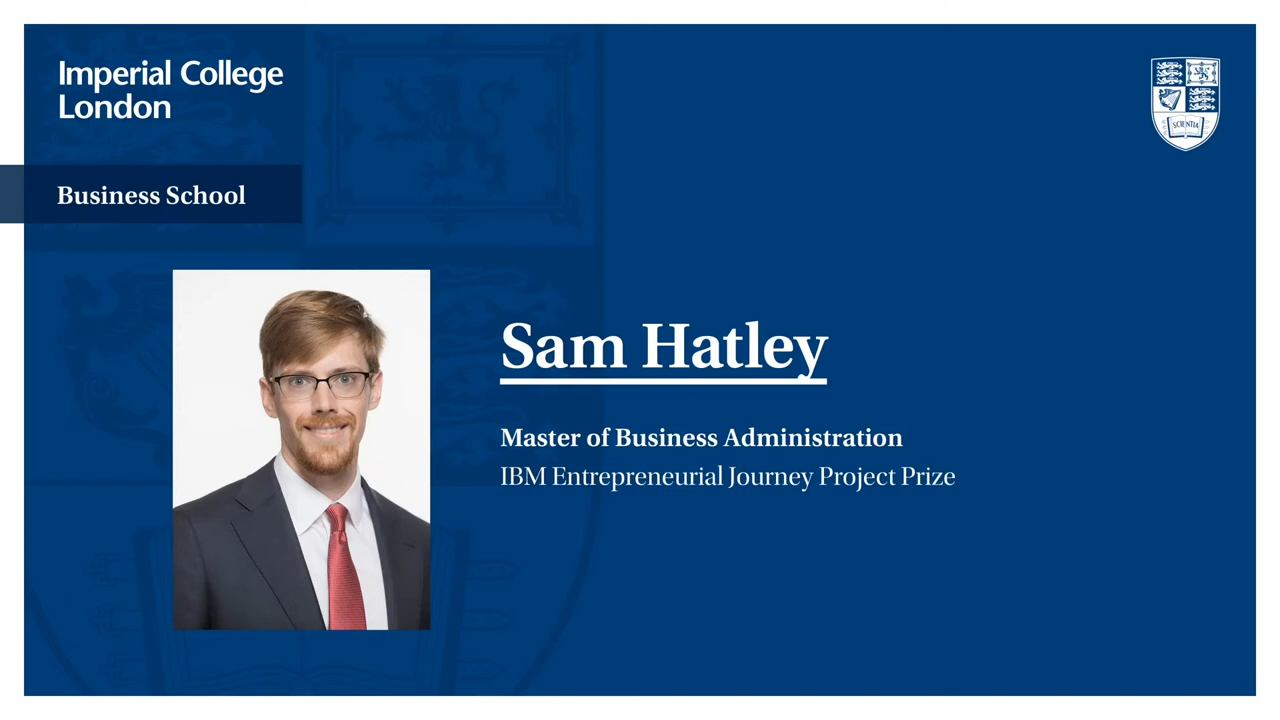 Imperial College
London
Business School
SCIENTIA
Sam Hatley
Master of Business Administration
IBM Entrepreneurial Journey Project Prize